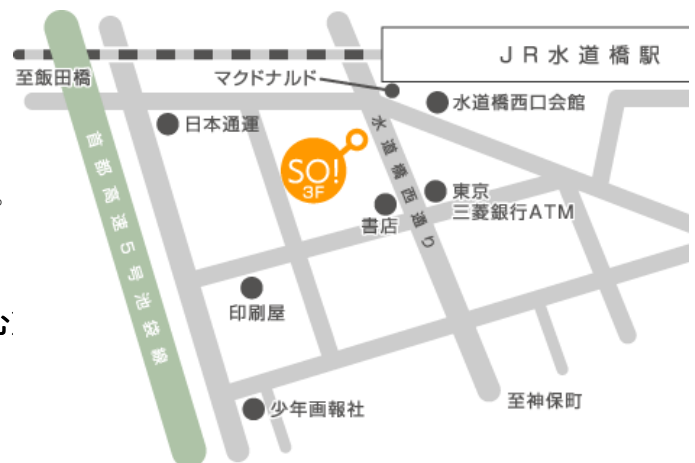 JR水道橋駅
至飯田橋
マクドナルド
水道橋西口会館
日本通運
水道橋西通り
首都高速5号池袋線
SO!
3F
東京
三菱銀行ATM
書店
。
印刷屋
至神保町
少年画報社